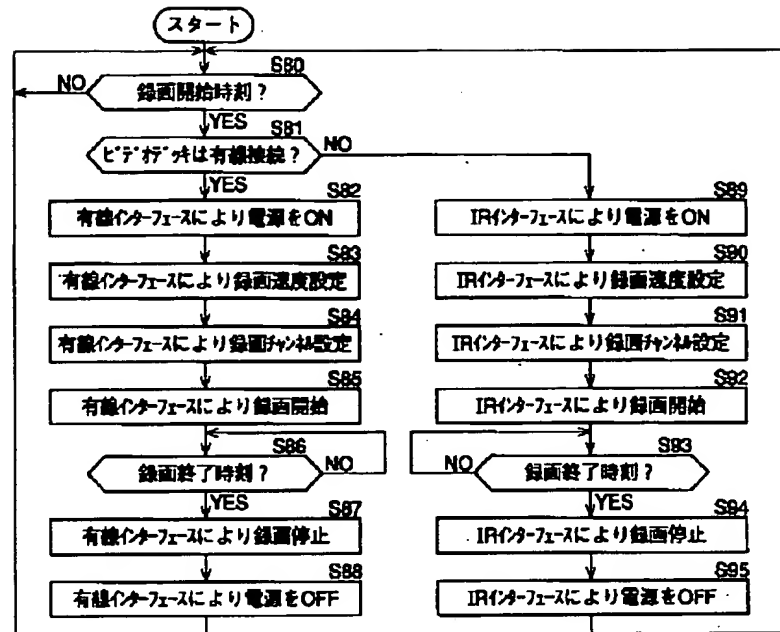 スタート
S80
録画開始時刻?
NO
YES
S81
ビデオデッキは有線接続?
NO
YES
S82
有線インターフェースにより電源をON
S83
有線インターフェースにより録画速度設定
S84
有線インターフェースにより録画チャンネル設定
S85
有線インターフェースにより録画開始
S86
録画終了時刻?
NO
YES
S87
有線インターフェースにより録画停止
S88
有線インターフェースにより電源をOFF
S89
IRインターフェースにより電源をON
S90
IRインターフェースにより録画速度設定
S91
IRインターフェースにより録画チャンネル設定
S92
IRインターフェースにより録画開始
S93
録画終了時刻?
NO
YES
S94
IRインターフェースにより録画停止
S95
IRインターフェースにより電源をOFF